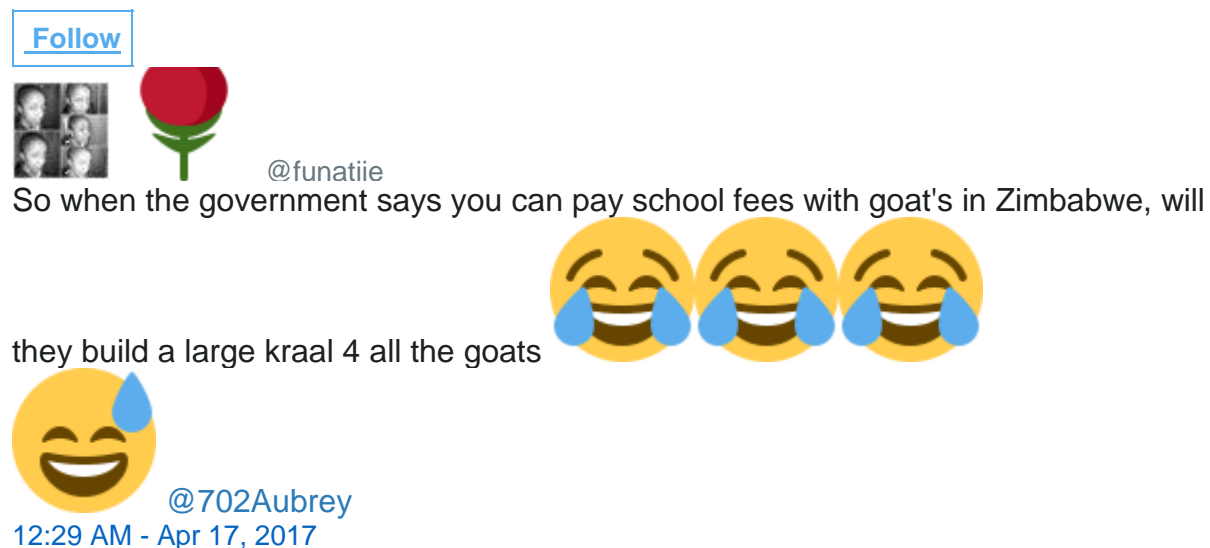 Follow
@funatiie
So when the government says you can pay school fees with goat's in Zimbabwe, will
they build a large kraal 4 all the goats
@702Aubrey
12:29 AM - Apr 17, 2017